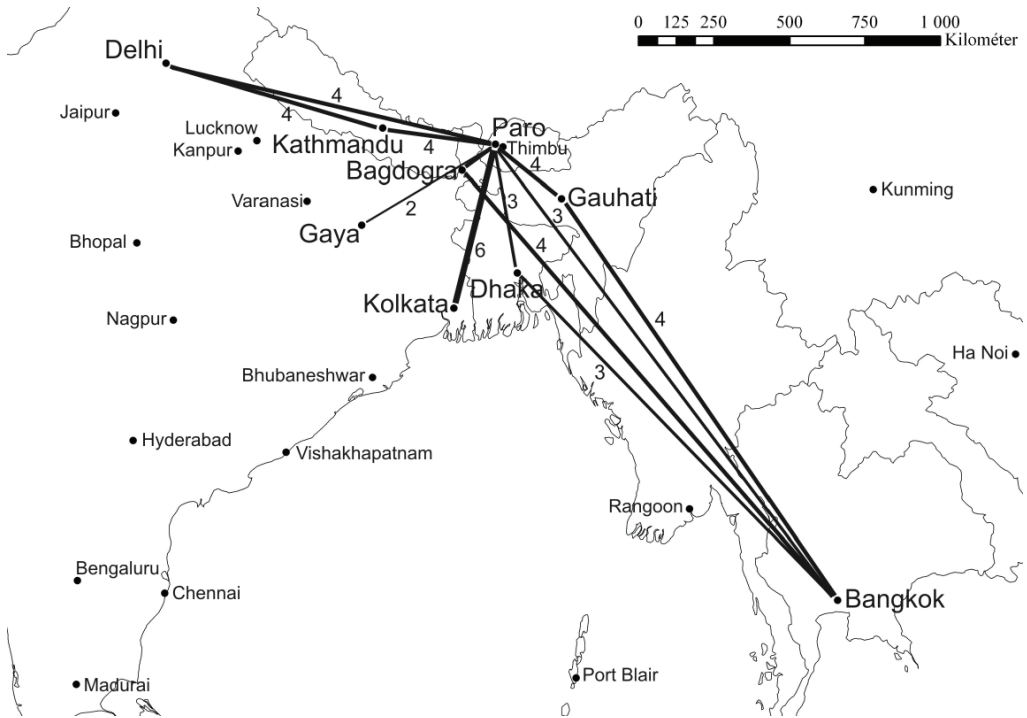 0 125 250 500 750 1 000
Kilométer
Delhi
4
Jaipur
4
Lucknow
Kanpur
Kathmandu
4
Paro
Thimbu
4
Bagdogra
Gauhati
Kunming
Varanasi
2
3
3
Gaya
Bhopal
6
4
Dhaka
Kolkata
Nagpur
4
Ha Noi
3
Bhubaneshwar
Hyderabad
Vishakhapatnam
Rangoon
Bengaluru
Chennai
Bangkok
Port Blair
Madurai